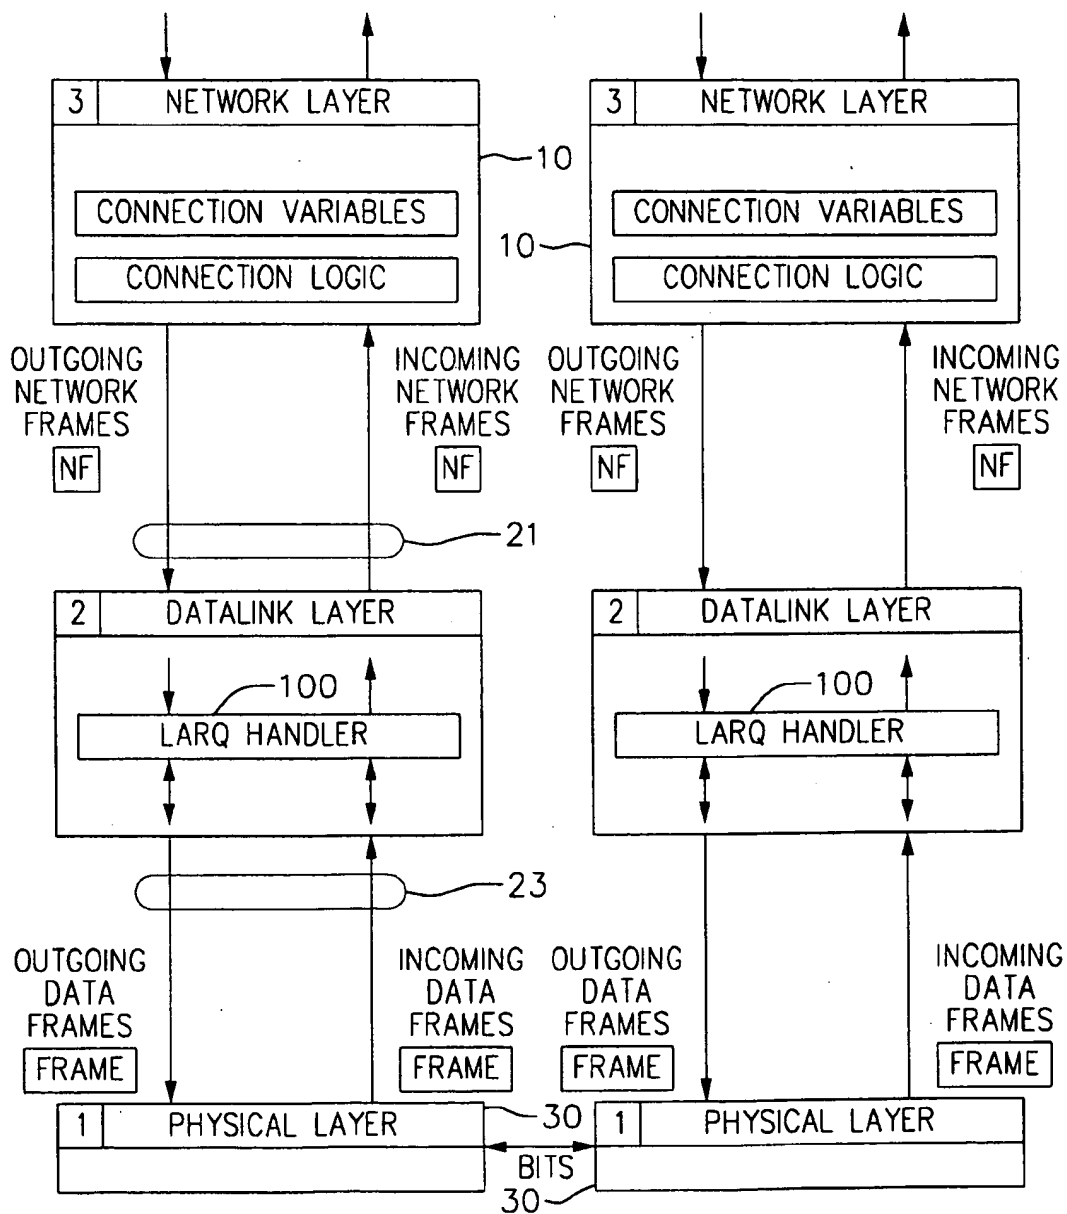 3 NETWORK LAYER
10
CONNECTION VARIABLES
CONNECTION LOGIC
3 NETWORK LAYER
10
CONNECTION VARIABLES
CONNECTION LOGIC
OUTGOING
NETWORK
FRAMES
NF
INCOMING
NETWORK
FRAMES
NF
OUTGOING
NETWORK
FRAMES
NF
INCOMING
NETWORK
FRAMES
NF
21
2 DATALINK LAYER
100
LARQ HANDLER
2 DATALINK LAYER
100
LARQ HANDLER
23
OUTGOING
DATA
FRAMES
FRAME
INCOMING
DATA
FRAMES
FRAME
OUTGOING
DATA
FRAMES
FRAME
INCOMING
DATA
FRAMES
FRAME
1 PHYSICAL LAYER
30
BITS
1 PHYSICAL LAYER
30